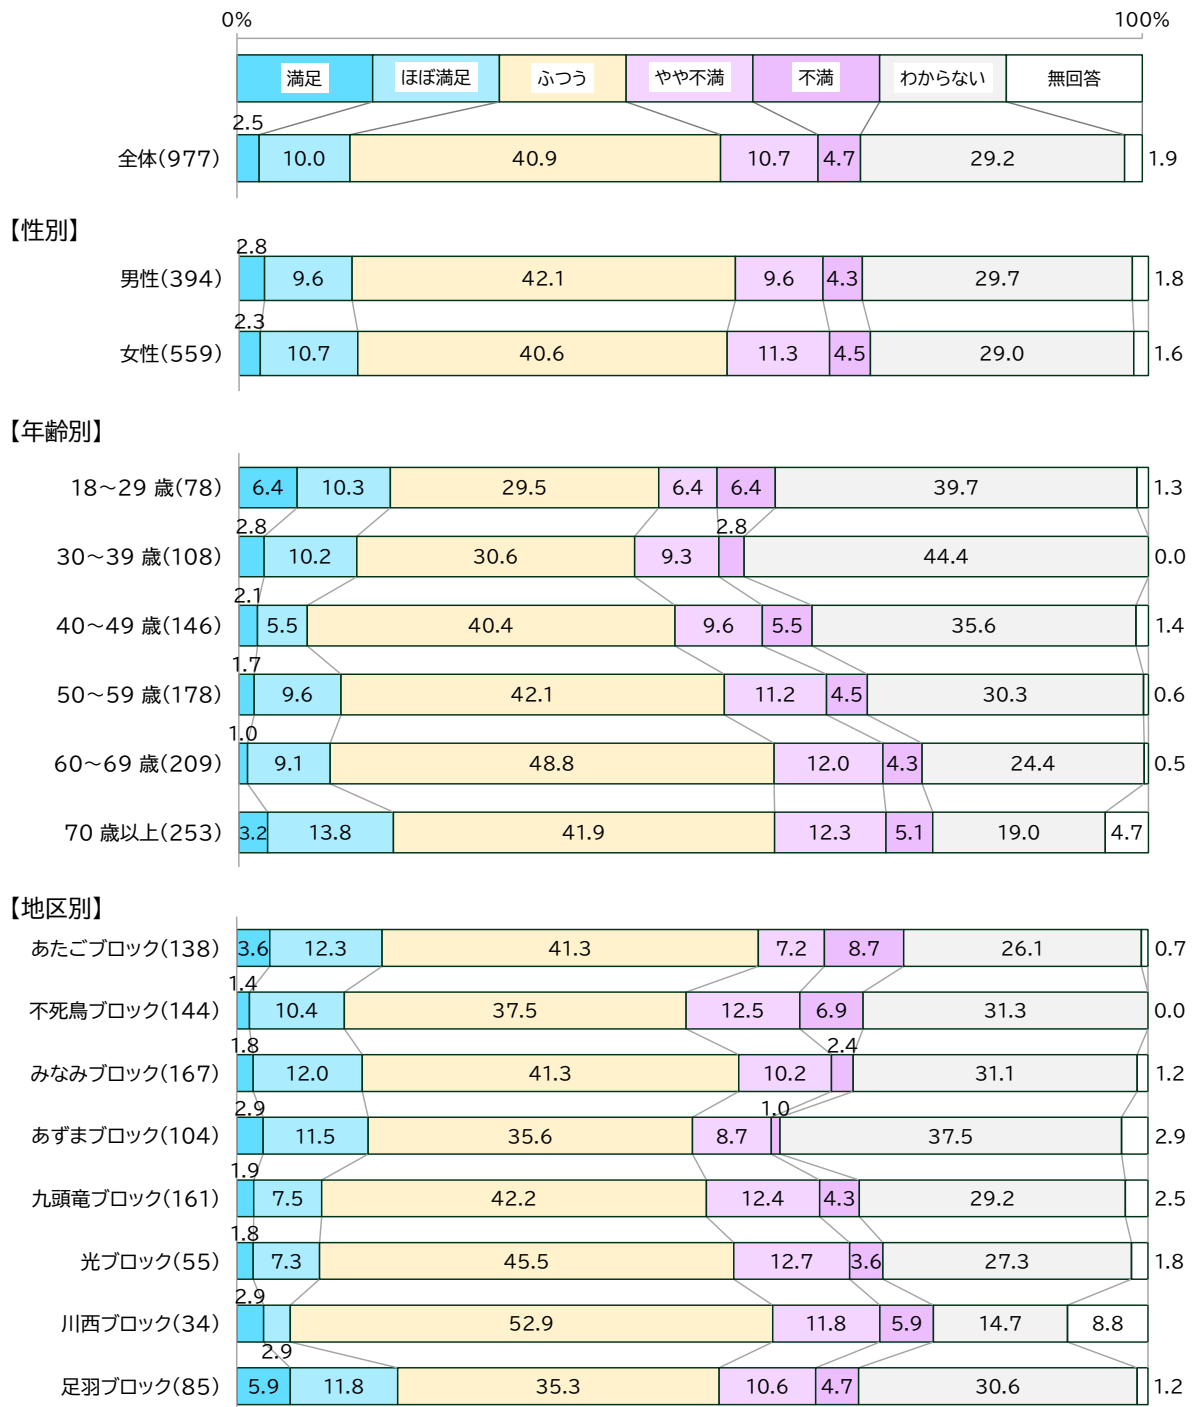 0% 100%
満足 ほぼ満足 ふつう やや不満 不満 わからない 無回答
2.5
全体(977) 10.0 40.9 10.7 4.7 29.2 1.9
【性別】
2.8
男性(394) 9.6 42.1 9.6 4.3 29.7 1.8
2.3
女性(559) 10.7 40.6 11.3 4.5 29.0 1.6
【年齢別】
18～29 歳(78) 6.4 10.3 29.5 6.4 6.4 39.7 1.3
2.8 2.8
30～39 歳(108) 10.2 30.6 9.3 44.4 0.0
2.1
40～49 歳(146) 5.5 40.4 9.6 5.5 35.6 1.4
1.7
50～59 歳(178) 9.6 42.1 11.2 4.5 30.3 0.6
1.0
60～69 歳(209) 9.1 48.8 12.0 4.3 24.4 0.5
70 歳以上(253) 3.2 13.8 41.9 12.3 5.1 19.0 4.7
【地区別】
あたごブロック(138) 3.6 12.3 41.3 7.2 8.7 26.1 0.7
1.4
不死鳥ブロック(144) 10.4 37.5 12.5 6.9 31.3 0.0
1.8 2.4
みなみブロック(167) 12.0 41.3 10.2 31.1 1.2
2.9 1.0
あずまブロック(104) 11.5 35.6 8.7 37.5 2.9
1.9
九頭竜ブロック(161) 7.5 42.2 12.4 4.3 29.2 2.5
1.8
光ブロック(55) 7.3 45.5 12.7 3.6 27.3 1.8
2.9
川西ブロック(34) 52.9 11.8 5.9 14.7 8.8
2.9
足羽ブロック(85) 5.9 11.8 35.3 10.6 4.7 30.6 1.2